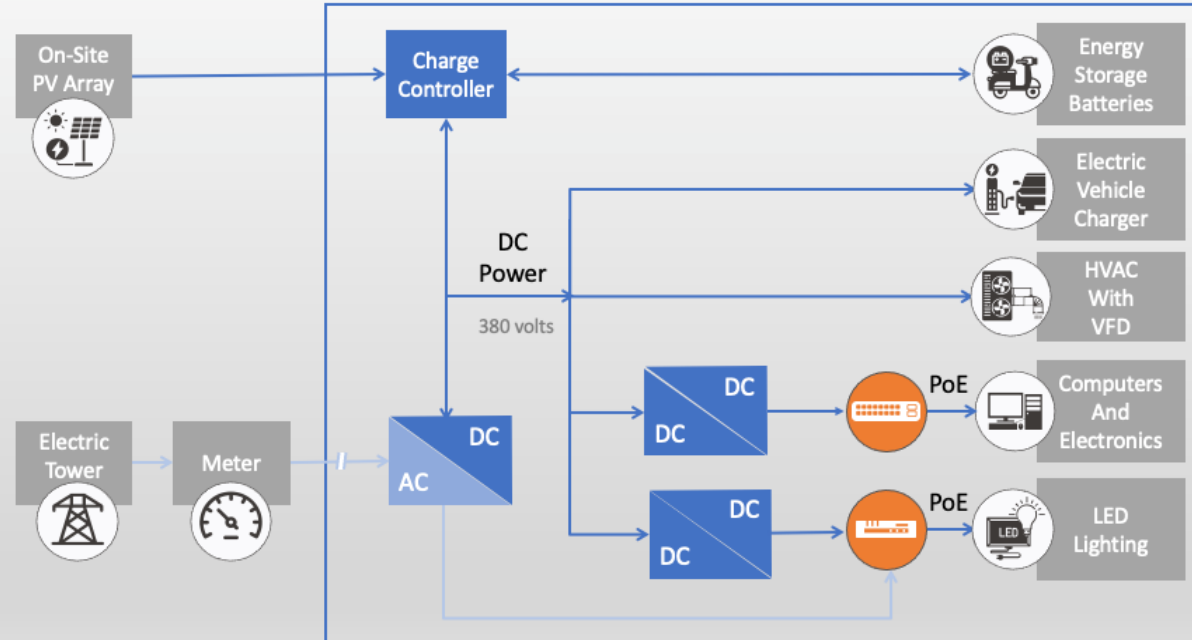 On-Site
PV Array
Charge
Controller
Energy
Storage
Batteries
Electric
Vehicle
Charger
DC
Power
380 volts
HVAC
With
VFD
DC
DC
PoE
Computers
And
Electronics
Electric
Tower
Meter
DC
AC
DC
DC
PoE
LED
LED
Lighting